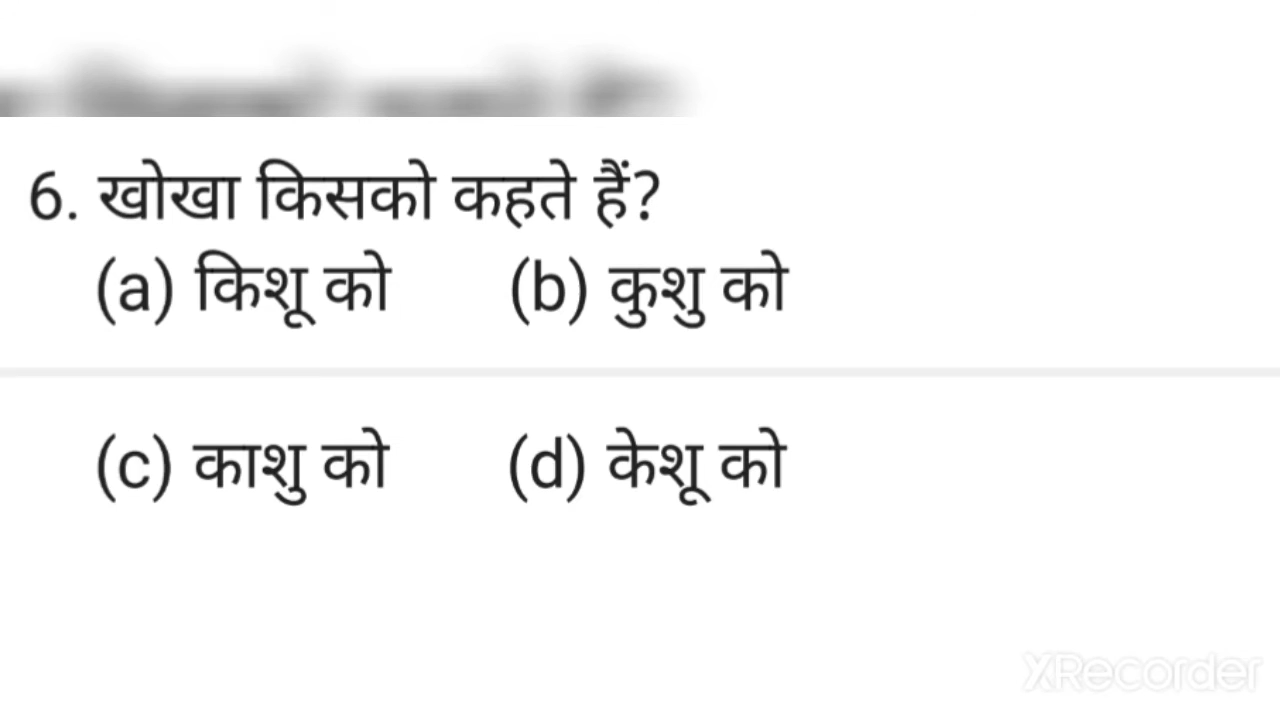 6. खोखा किसको कहते हैं?
(a) किशू को (b) कुशु को
(c) काशु को (d) केशू को
XRecorder